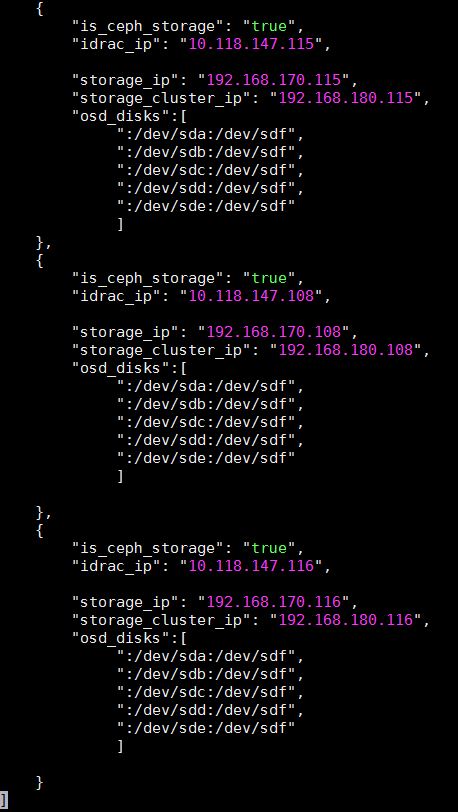 {
"is_ceph_storage": "true",
"idrac_ip": "10.118.147.115",
"storage_ip": "192.168.170.115",
"storage_cluster_ip": "192.168.180.115",
"osd_disks":[
":/dev/sda:/dev/sdf",
":/dev/sdb:/dev/sdf",
":/dev/sdc:/dev/sdf",
":/dev/sdd:/dev/sdf",
":/dev/sde:/dev/sdf"
]
},
{
"is_ceph_storage": "true",
"idrac_ip": "10.118.147.108",
"storage_ip": "192.168.170.108",
"storage_cluster_ip": "192.168.180.108",
"osd_disks":[
":/dev/sda:/dev/sdf",
":/dev/sdb:/dev/sdf",
":/dev/sdc:/dev/sdf",
":/dev/sdd:/dev/sdf",
":/dev/sde:/dev/sdf"
]
},
{
"is_ceph_storage": "true",
"idrac_ip": "10.118.147.116",
"storage_ip": "192.168.170.116",
"storage_cluster_ip": "192.168.180.116",
"osd_disks":[
":/dev/sda:/dev/sdf",
":/dev/sdb:/dev/sdf",
":/dev/sdc:/dev/sdf",
":/dev/sdd:/dev/sdf",
":/dev/sde:/dev/sdf"
]
}
]